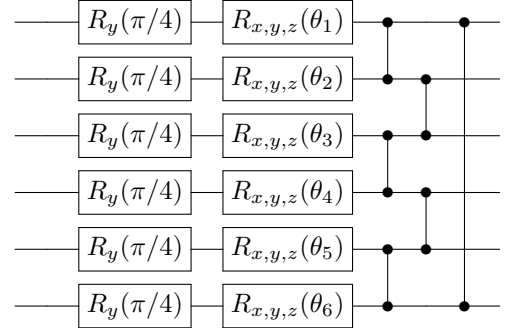 R_y(π/4) R_{x,y,z}(θ_1)
R_y(π/4) R_{x,y,z}(θ_2)
R_y(π/4) R_{x,y,z}(θ_3)
R_y(π/4) R_{x,y,z}(θ_4)
R_y(π/4) R_{x,y,z}(θ_5)
R_y(π/4) R_{x,y,z}(θ_6)